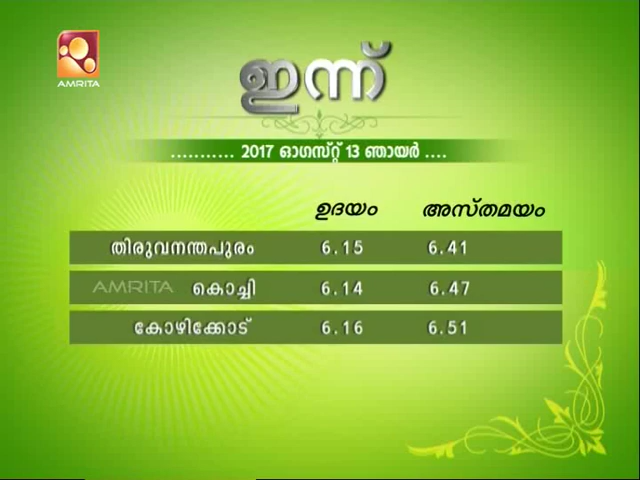 AMRITA
ഇന്ന്
........... 2017 ഓഗസ്റ്റ് 13 ഞായർ ....
ഉദയം അസ്തമയം
തിരുവനന്തപുരം 6.15 6.41
AMRITA കൊച്ചി 6.14 6.47
കോഴിക്കോട് 6.16 6.51